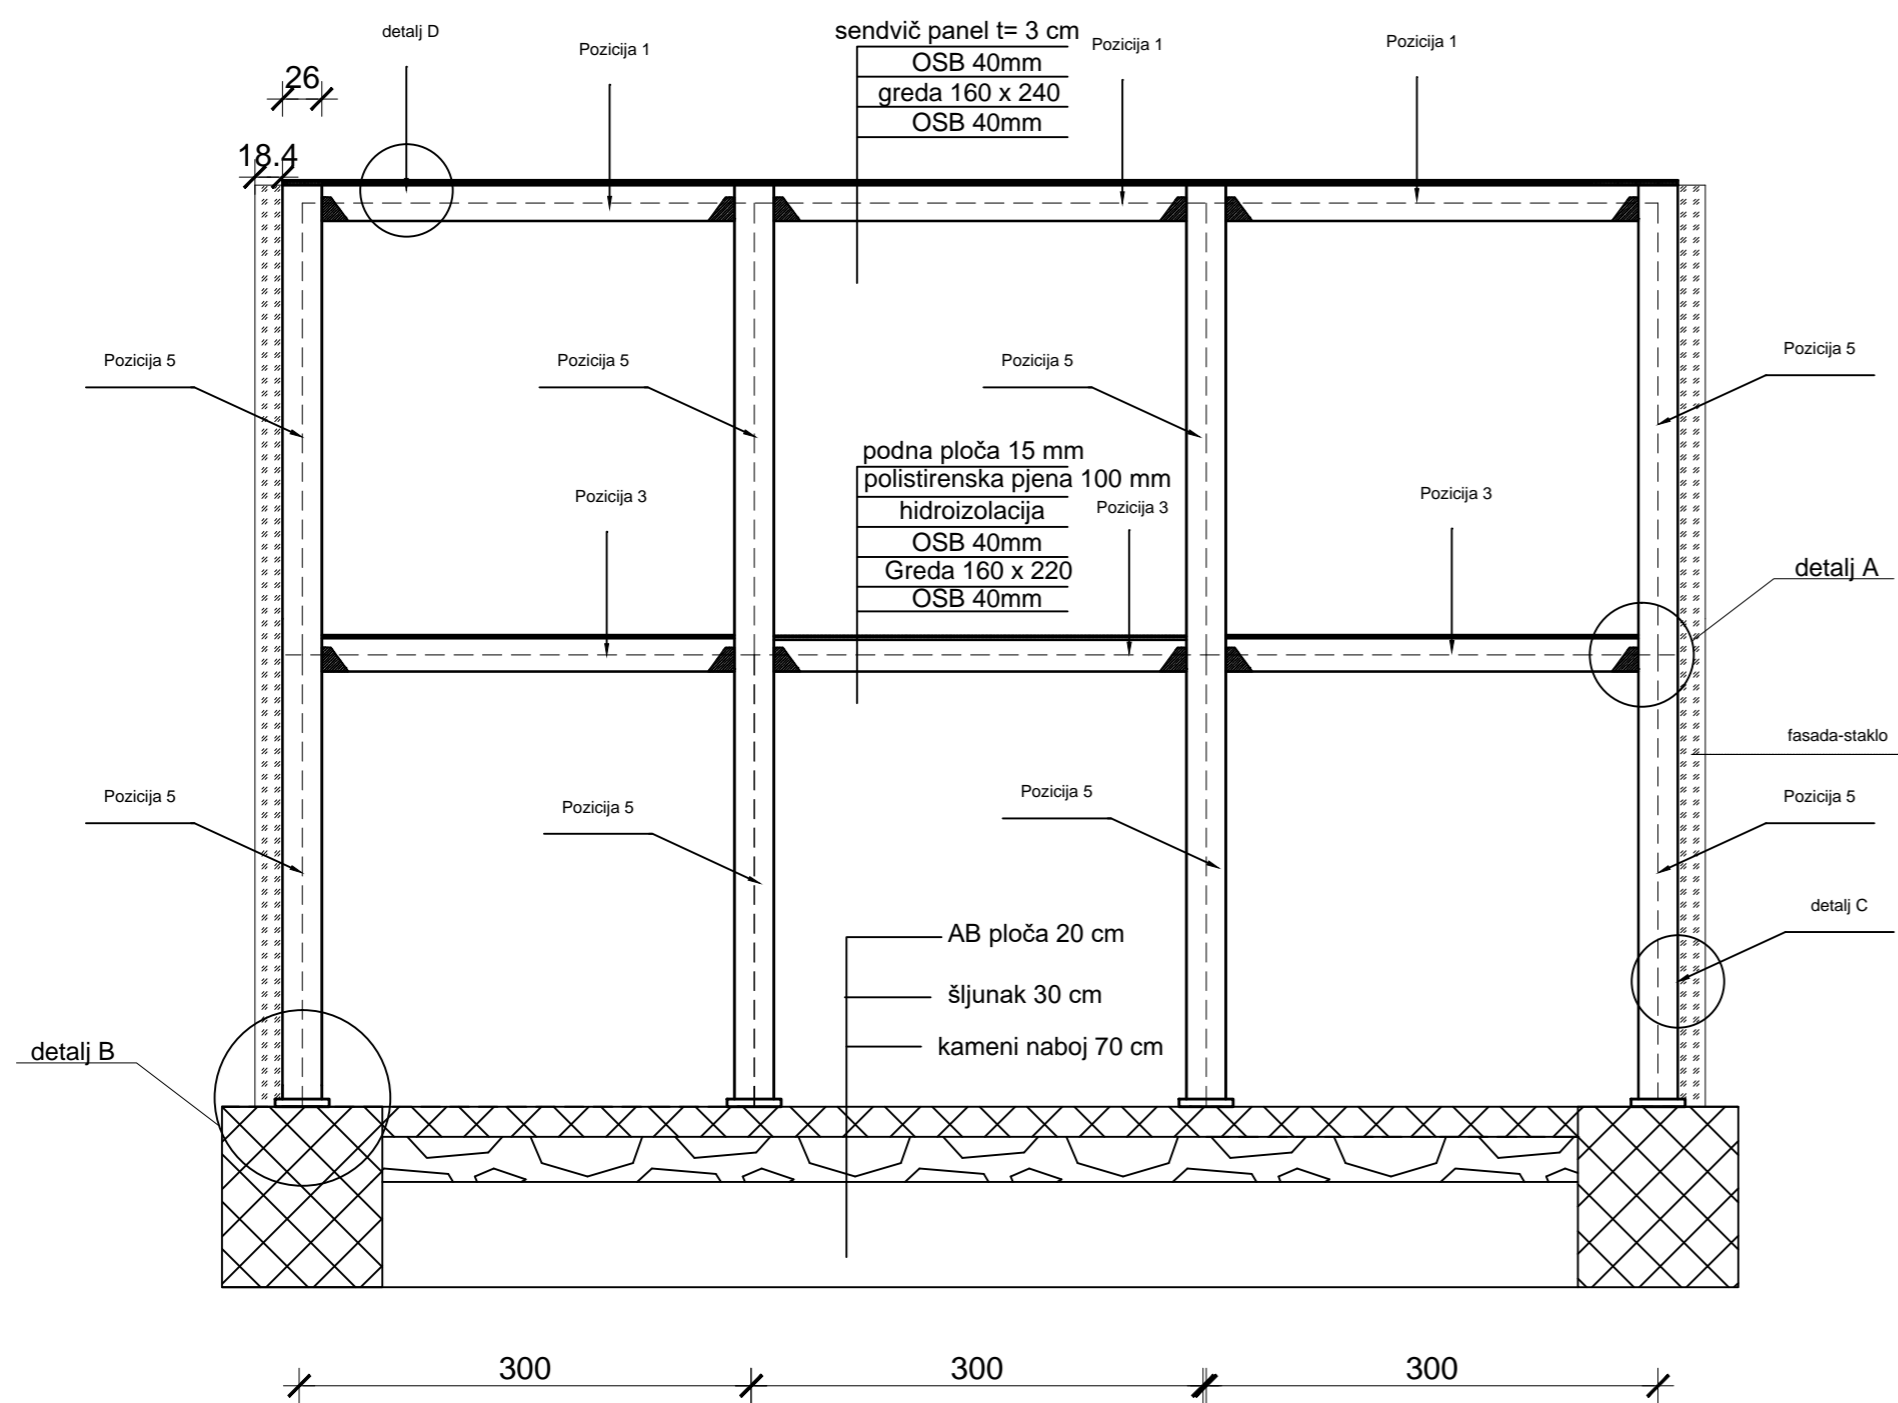 detalj D
Pozicija 1
sendvič panel t= 3 cm
OSB 40mm
greda 160 x 240
OSB 40mm
Pozicija 1
Pozicija 1
26
18.4
Pozicija 5
Pozicija 5
Pozicija 5
Pozicija 5
podna ploča 15 mm
polistirenska pjena 100 mm
hidroizolacija
OSB 40mm
Greda 160 x 220
OSB 40mm
Pozicija 3
Pozicija 3
Pozicija 3
detalj A
fasada-staklo
Pozicija 5
Pozicija 5
Pozicija 5
Pozicija 5
detalj C
AB ploča 20 cm
šljunak 30 cm
kameni naboj 70 cm
detalj B
300
300
300